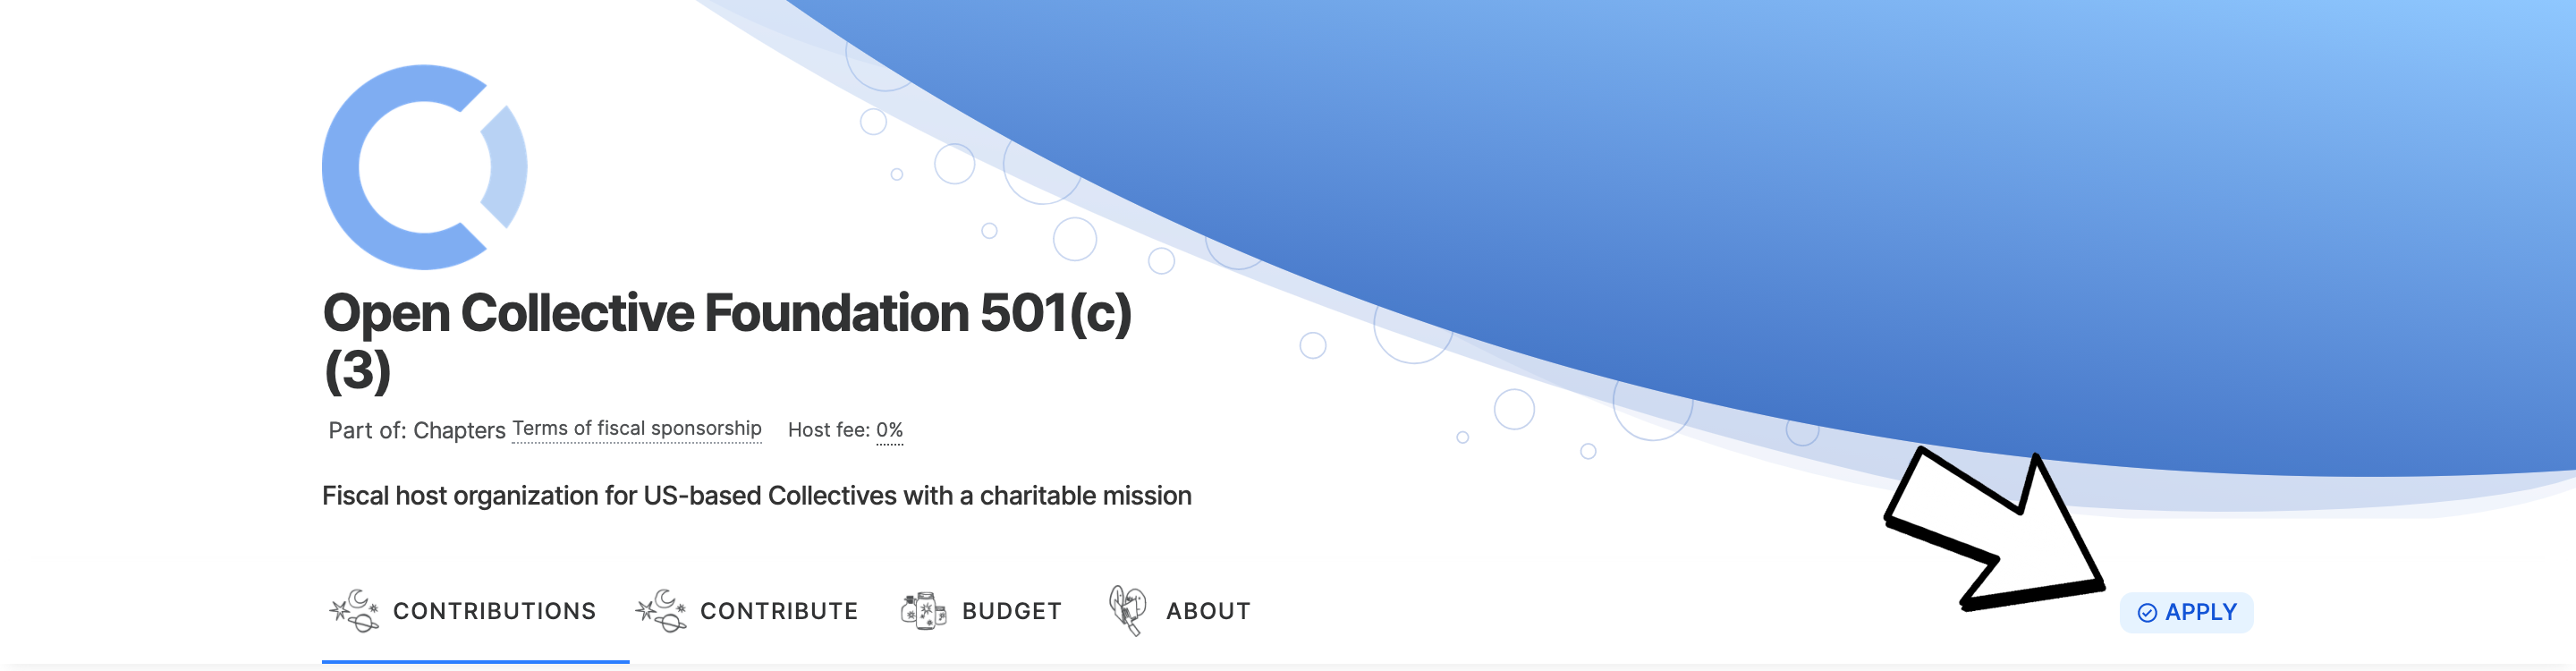 Open Collective Foundation 501(c)
(3)
Part of: Chapters Terms of fiscal sponsorship Host fee: 0%
Fiscal host organization for US-based Collectives with a charitable mission
CONTRIBUTIONS CONTRIBUTE BUDGET ABOUT APPLY